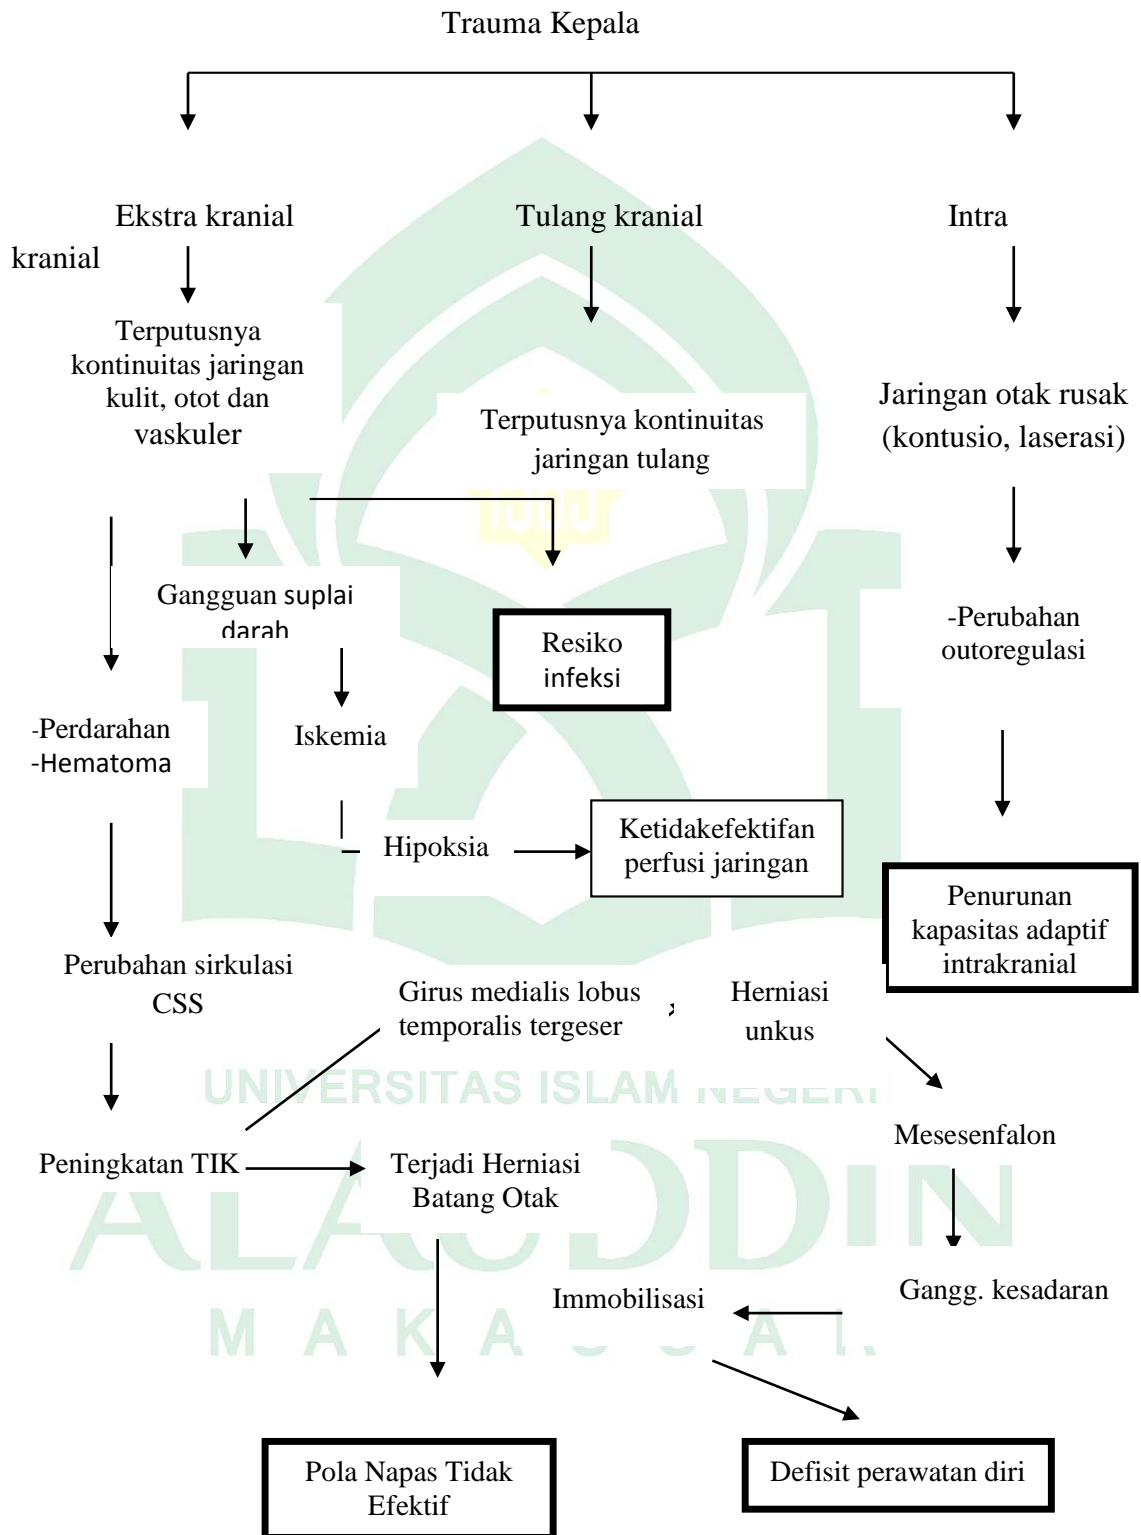 Trauma Kepala
Ekstra kranial
Tulang kranial
Intra
kranial
Terputusnya
kontinuitas jaringan
kulit, otot dan
vaskuler
Terputusnya kontinuitas
jaringan tulang
Jaringan otak rusak
(kontusio, laserasi)
Gangguan suplai
darah
Resiko
infeksi
-Perubahan
outoregulasi
-Perdarahan
-Hematoma
Iskemia
Hipoksia
Ketidakefektifan
perfusi jaringan
Penurunan
kapasitas adaptif
intrakranial
Perubahan sirkulasi
CSS
Girus medialis lobus
temporalis tergeser
Herniasi
unkus
UNIVERSITAS ISLAM NEGERI
Mesesenfalon
Peningkatan TIK
Terjadi Herniasi
Batang Otak
ALAUDDIN
Immobilisasi
Gangg. kesadaran
Pola Napas Tidak
Efektif
Defisit perawatan diri